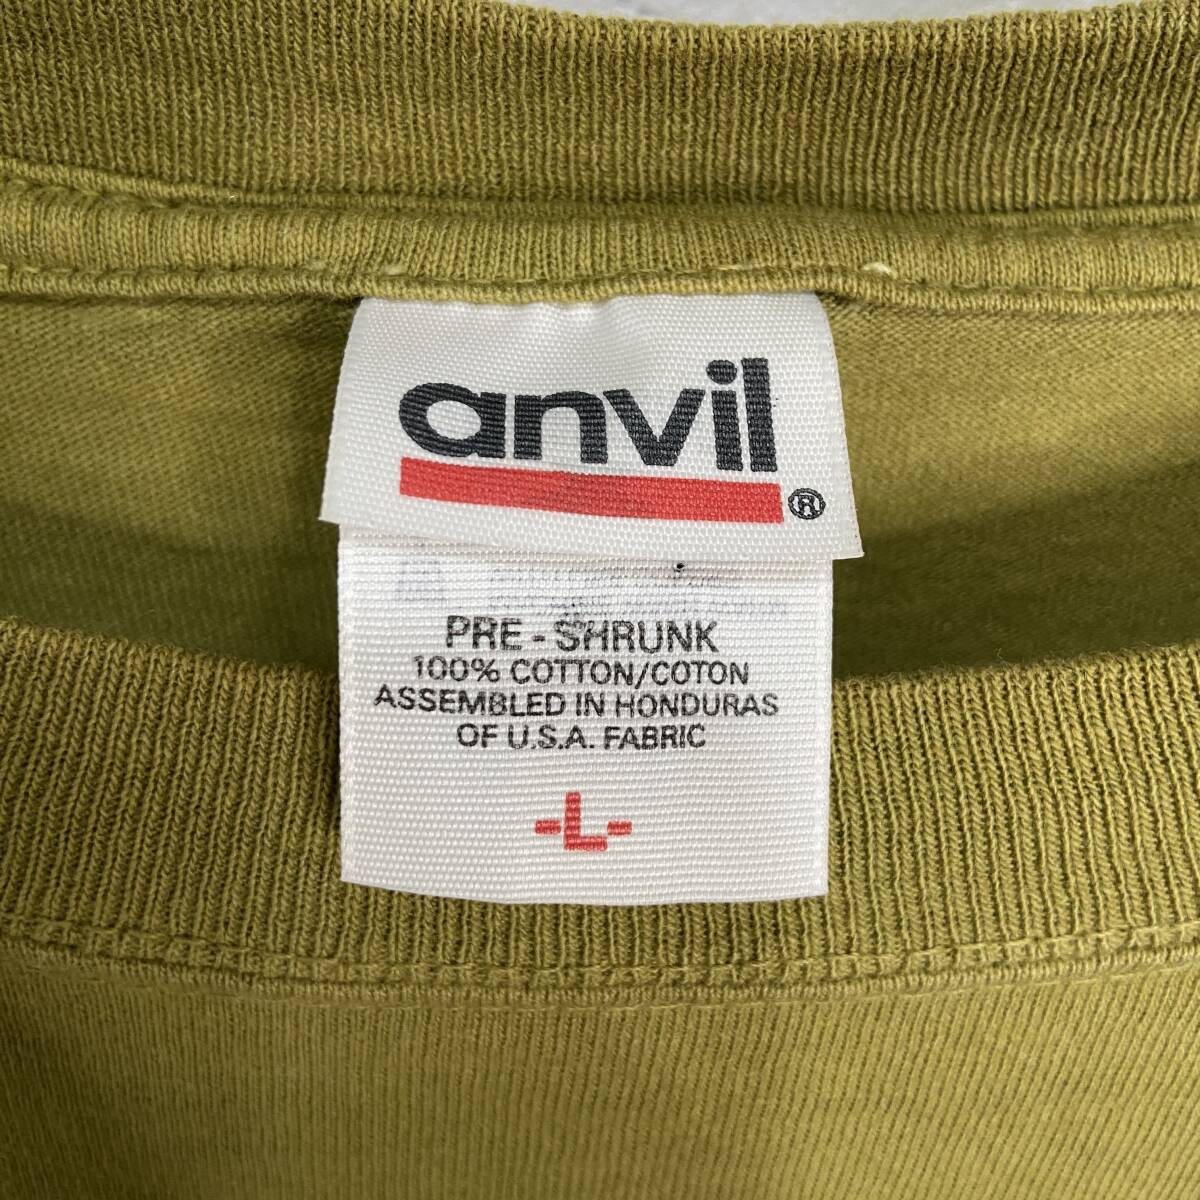 anvil
®
PRE - SHRUNK
100% COTTON/COTON
ASSEMBLED IN HONDURAS
OF U.S.A. FABRIC
-L-